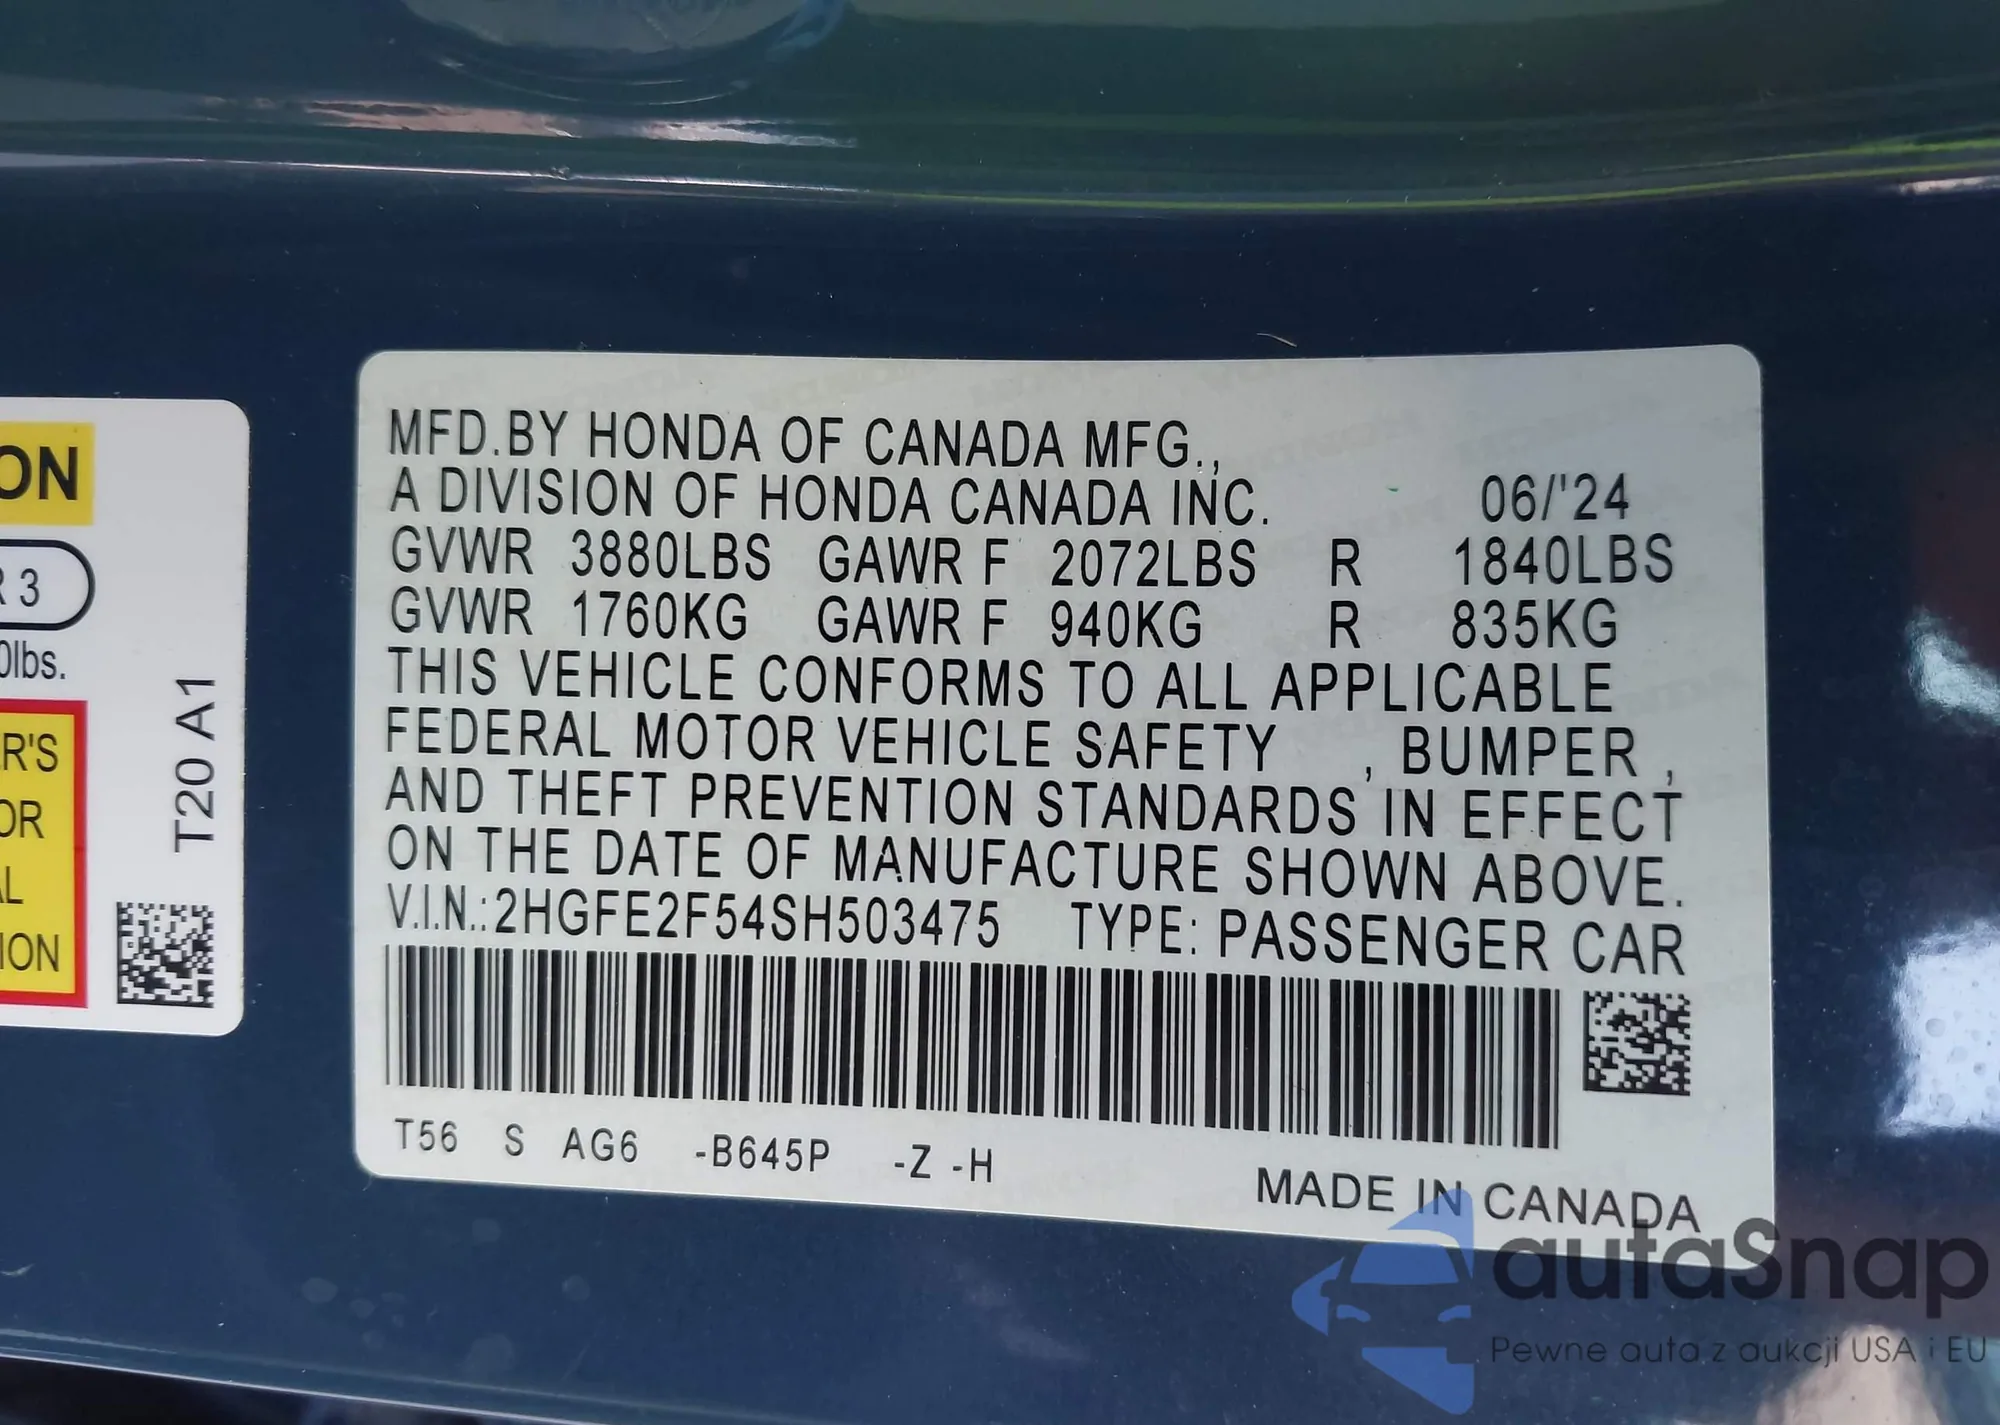 ON
R 3
0lbs.
R'S
OR
AL
ION
T20 A1
MFD.BY HONDA OF CANADA MFG.,
A DIVISION OF HONDA CANADA INC. 06/'24
GVWR 3880LBS GAWR F 2072LBS R 1840LBS
GVWR 1760KG GAWR F 940KG R 835KG
THIS VEHICLE CONFORMS TO ALL APPLICABLE
FEDERAL MOTOR VEHICLE SAFETY , BUMPER ,
AND THEFT PREVENTION STANDARDS IN EFFECT
ON THE DATE OF MANUFACTURE SHOWN ABOVE.
V.I.N.:2HGFE2F54SH503475 TYPE: PASSENGER CAR
T56 S AG6 -B645P -Z -H
MADE IN CANADA
autaSnap
Pewne auta z aukcji USA i EU